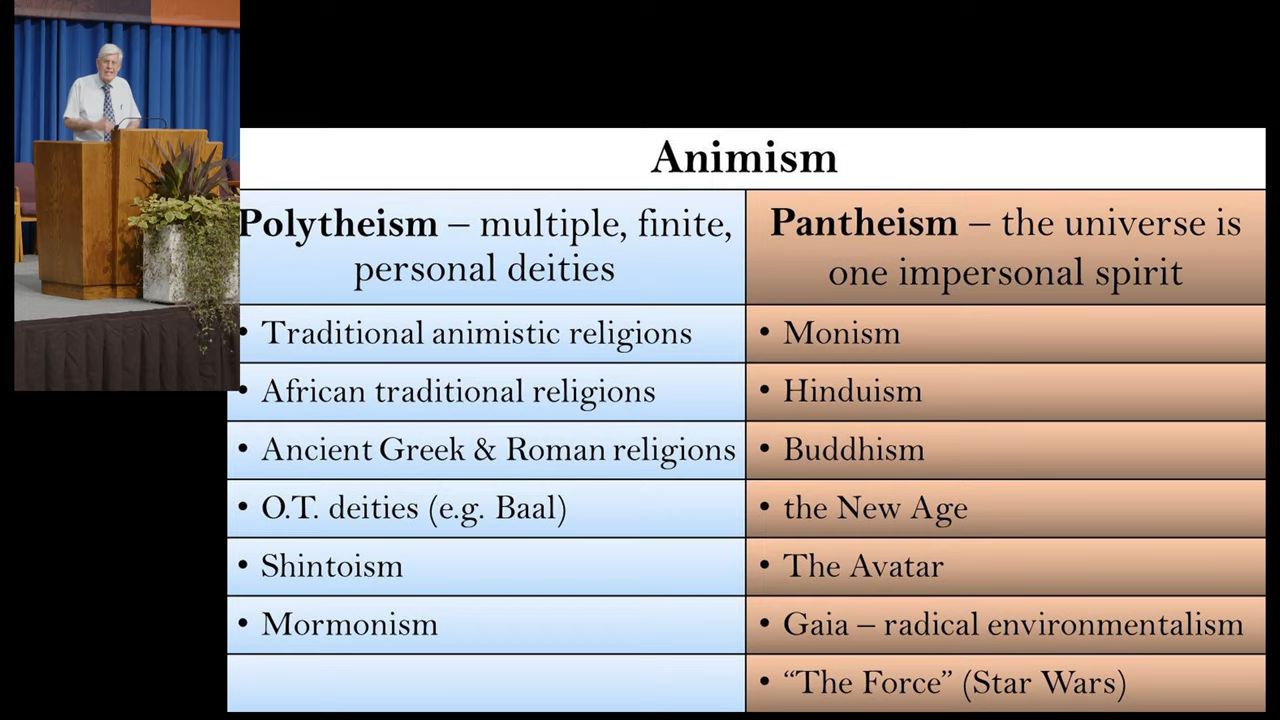 Animism
Polytheism – multiple, finite,
personal deities
Pantheism – the universe is
one impersonal spirit
• Traditional animistic religions
• Monism
• African traditional religions
• Hinduism
• Ancient Greek & Roman religions
• Buddhism
• O.T. deities (e.g. Baal)
• the New Age
• Shintoism
• The Avatar
• Mormonism
• Gaia – radical environmentalism
• “The Force” (Star Wars)